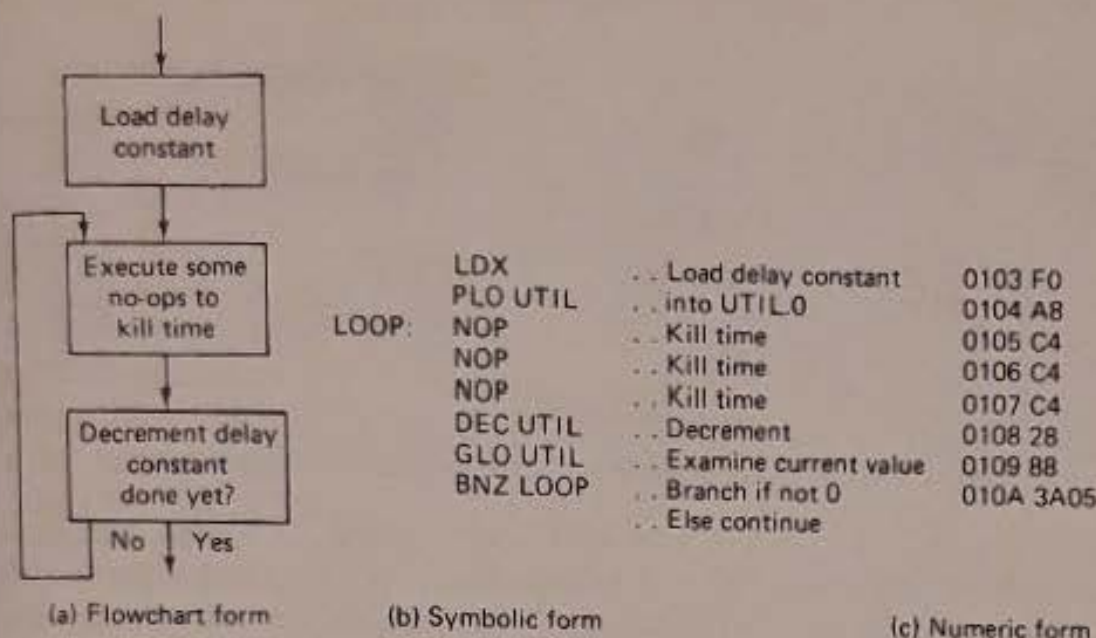 Load delay
constant
Execute some
no-ops to
kill time
Decrement delay
constant
done yet?
No Yes
(a) Flowchart form
LDX .. Load delay constant 0103 F0
PLO UTIL .. into UTIL.0 0104 A8
LOOP: NOP .. Kill time 0105 C4
NOP .. Kill time 0106 C4
NOP .. Kill time 0107 C4
DEC UTIL .. Decrement 0108 28
GLO UTIL .. Examine current value 0109 88
BNZ LOOP .. Branch if not 0 010A 3A05
.. Else continue
(b) Symbolic form
(c) Numeric form